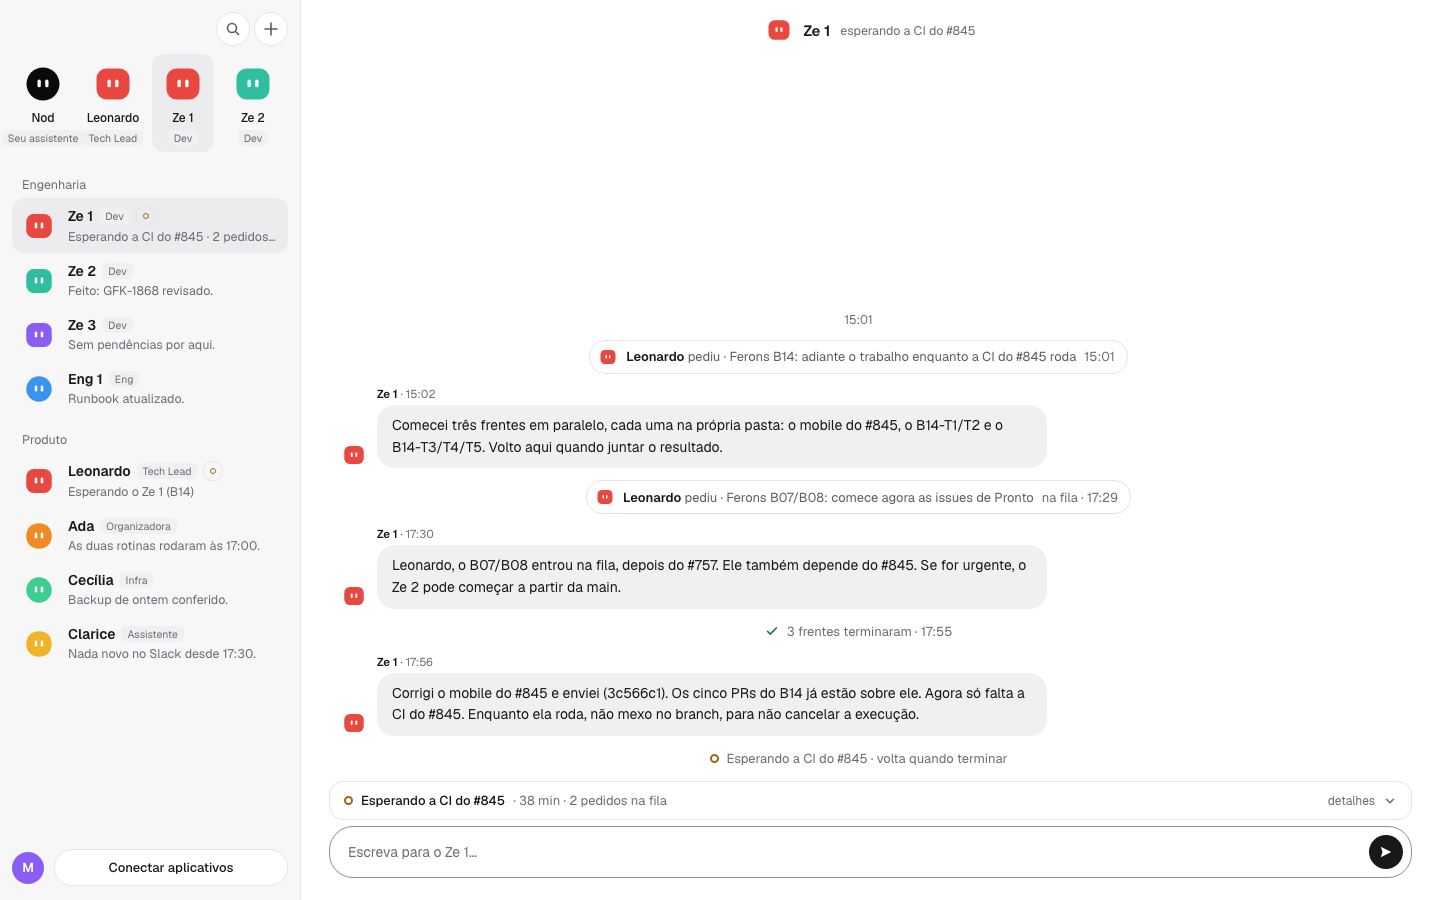 Nod
Seu assistente
Leonardo
Tech Lead
Ze 1
Dev
Ze 2
Dev
Engenharia
Ze 1 Dev
Esperando a CI do #845 · 2 pedidos...
Ze 2 Dev
Feito: GFK-1868 revisado.
Ze 3 Dev
Sem pendências por aqui.
Eng 1 Eng
Runbook atualizado.
Produto
Leonardo Tech Lead
Esperando o Ze 1 (B14)
Ada Organizadora
As duas rotinas rodaram às 17:00.
Cecília Infra
Backup de ontem conferido.
Clarice Assistente
Nada novo no Slack desde 17:30.
M
Conectar aplicativos
Ze 1 esperando a CI do #845
15:01
Leonardo pediu · Ferons B14: adiante o trabalho enquanto a CI do #845 roda 15:01
Ze 1 · 15:02
Comecei três frentes em paralelo, cada uma na própria pasta: o mobile do #845, o B14-T1/T2 e o
B14-T3/T4/T5. Volto aqui quando juntar o resultado.
Leonardo pediu · Ferons B07/B08: comece agora as issues de Pronto na fila · 17:29
Ze 1 · 17:30
Leonardo, o B07/B08 entrou na fila, depois do #757. Ele também depende do #845. Se for urgente, o
Ze 2 pode começar a partir da main.
3 frentes terminaram · 17:55
Ze 1 · 17:56
Corrigi o mobile do #845 e enviei (3c566c1). Os cinco PRs do B14 já estão sobre ele. Agora só falta a
CI do #845. Enquanto ela roda, não mexo no branch, para não cancelar a execução.
Esperando a CI do #845 · volta quando terminar
Esperando a CI do #845 · 38 min · 2 pedidos na fila
detalhes
Escreva para o Ze 1...